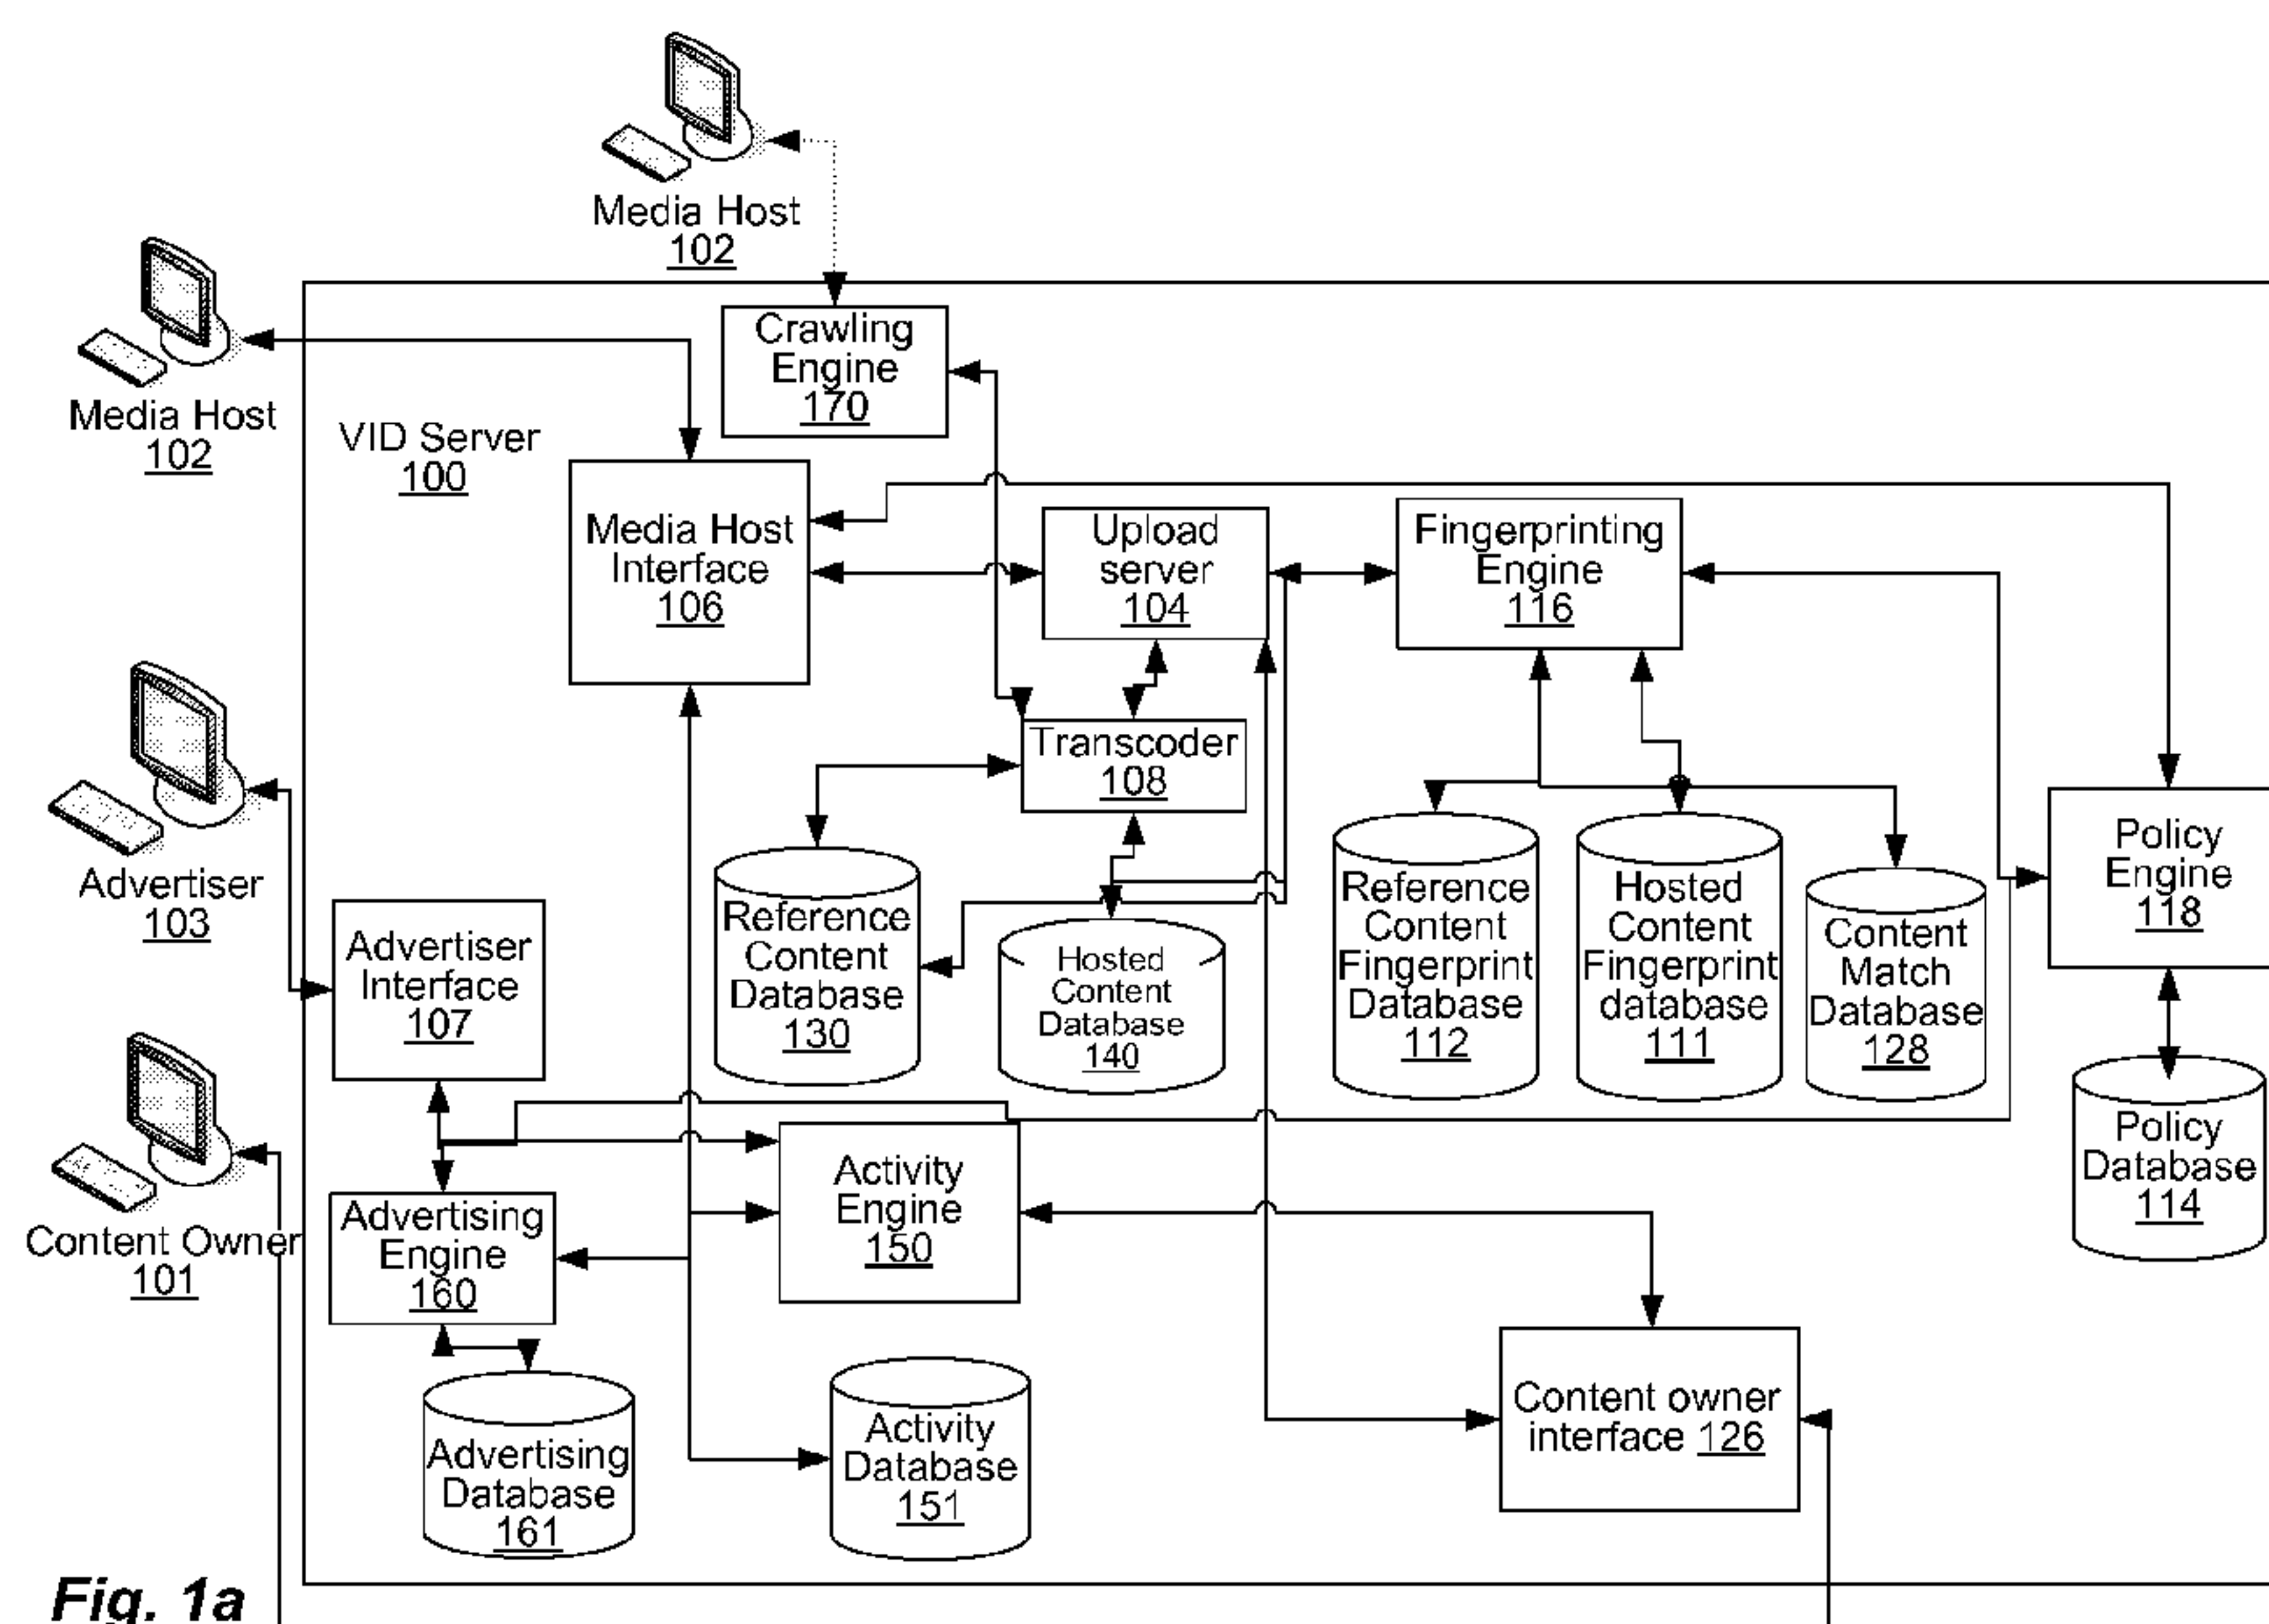 Media Host
102
Media Host
102
VID Server
100
Crawling
Engine
170
Media Host
Interface
106
Upload
server
104
Fingerprinting
Engine
116
Transcoder
108
Advertiser
103
Policy
Engine
118
Advertiser
Interface
107
Reference
Content
Database
130
Hosted
Content
Database
140
Reference
Content
Fingerprint
Database
112
Hosted
Content
Fingerprint
database
111
Content
Match
Database
128
Policy
Database
114
Content Owner
101
Advertising
Engine
160
Activity
Engine
150
Advertising
Database
161
Activity
Database
151
Content owner
interface 126
Fig. 1a